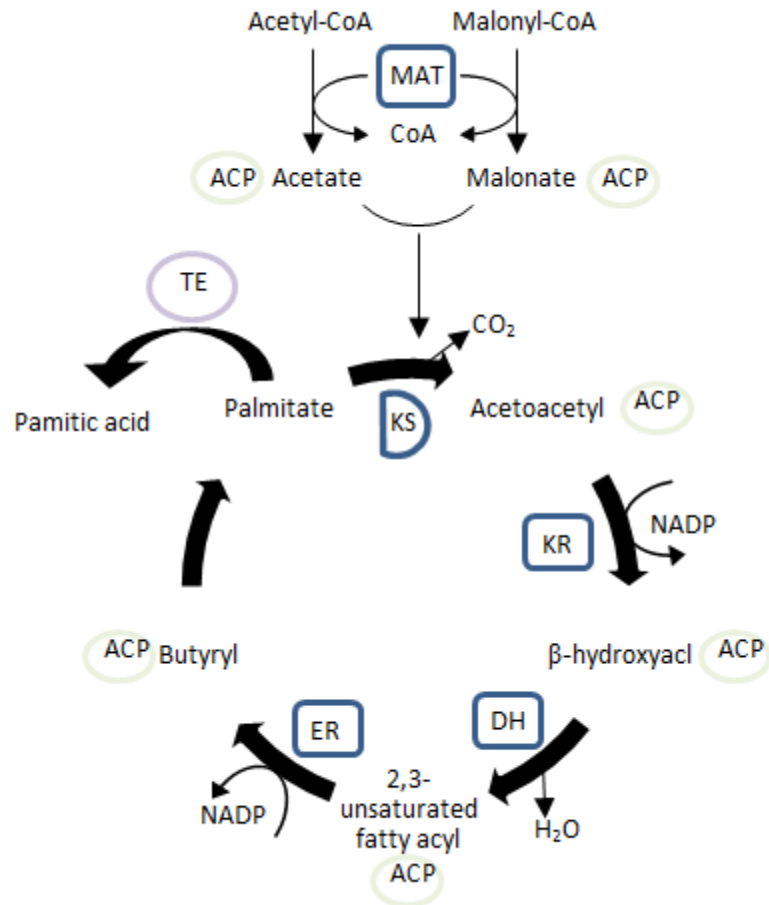 Acetyl-CoA
Malonyl-CoA
MAT
CoA
ACP Acetate
Malonate ACP
TE
CO₂
Palmitate
KS
Acetoacetyl ACP
Pamitic acid
KR
NADP
ACP Butyryl
β-hydroxyacl ACP
ER
DH
NADP
2,3-
unsaturated
fatty acyl
H₂O
ACP